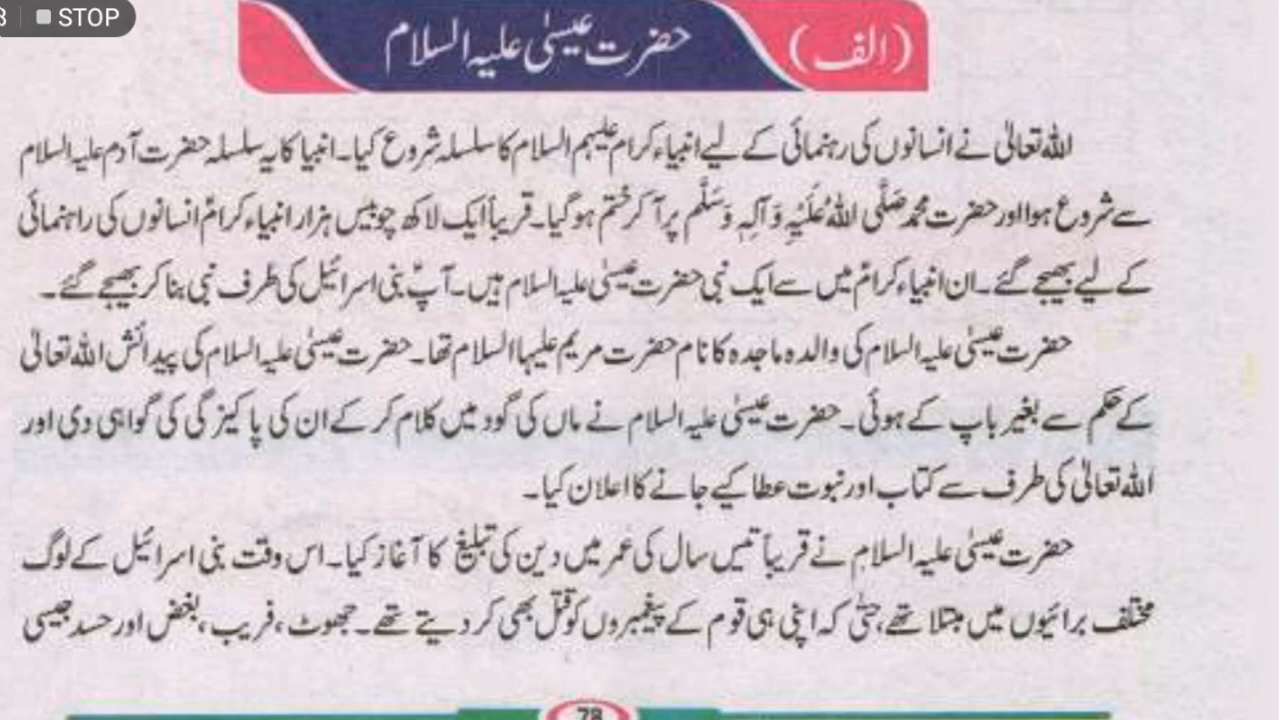 STOP
(الف) حضرت عیسیٰ علیہ السلام
اللہ تعالیٰ نے انسانوں کی رہنمائی کے لیے انبیاء کرام علیہم السلام کا سلسلہ شروع کیا۔ انبیا کا یہ سلسلہ حضرت آدم علیہ السلام
سے شروع ہوا اور حضرت محمد صَلَّی اللہُ عَلَیْہِ وَ آلِہٖ وَسَلَّم پر آ کر ختم ہو گیا۔ قریباً ایک لاکھ چوبیس ہزار انبیاء کرامؑ انسانوں کی راہنمائی
کے لیے بھیجے گئے۔ ان انبیاء کرامؑ میں سے ایک نبی حضرت عیسیٰ علیہ السلام ہیں۔ آپؑ بنی اسرائیل کی طرف نبی بنا کر بھیجے گئے۔
حضرت عیسیٰ علیہ السلام کی والدہ ماجدہ کا نام حضرت مریم علیہا السلام تھا۔ حضرت عیسیٰ علیہ السلام کی پیدائش اللہ تعالیٰ
کے حکم سے بغیر باپ کے ہوئی۔ حضرت عیسیٰ علیہ السلام نے ماں کی گود میں کلام کر کے ان کی پاکیزگی کی گواہی دی اور
اللہ تعالیٰ کی طرف سے کتاب اور نبوت عطا کیے جانے کا اعلان کیا۔
حضرت عیسیٰ علیہ السلام نے قریباً تیس سال کی عمر میں دین کی تبلیغ کا آغاز کیا۔ اس وقت بنی اسرائیل کے لوگ
مختلف برائیوں میں مبتلا تھے، حتّٰی کہ اپنی ہی قوم کے پیغمبروں کو قتل بھی کر دیتے تھے۔ جھوٹ، فریب، بغض اور حسد جیسی
78